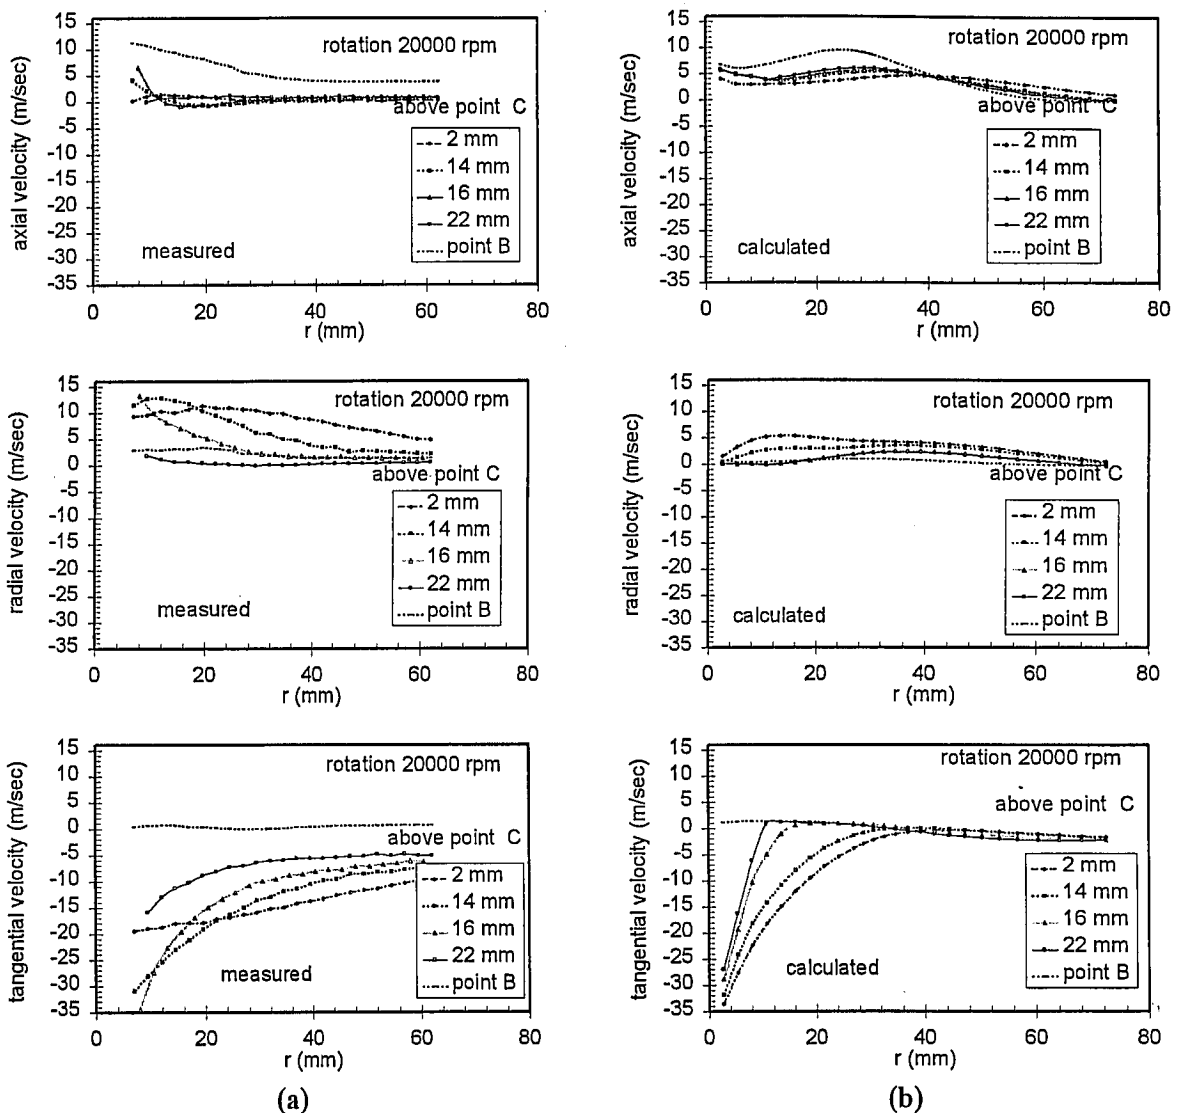 15
10
5
0
-5
-10
-15
-20
-25
-30
-35
axial velocity (m/sec)
rotation 20000 rpm
above point C
2 mm
14 mm
16 mm
22 mm
point B
measured
0 20 40 60 80
r (mm)
15
10
5
0
-5
-10
-15
-20
-25
-30
-35
axial velocity (m/sec)
rotation 20000 rpm
above point C
2 mm
14 mm
16 mm
22 mm
point B
calculated
0 20 40 60 80
r (mm)
15
10
5
0
-5
-10
-15
-20
-25
-30
-35
radial velocity (m/sec)
rotation 20000 rpm
above point C
2 mm
14 mm
16 mm
22 mm
point B
measured
0 20 40 60 80
r (mm)
15
10
5
0
-5
-10
-15
-20
-25
-30
-35
radial velocity (m/sec)
rotation 20000 rpm
above point C
2 mm
14 mm
16 mm
22 mm
point B
calculated
0 20 40 60 80
r (mm)
15
10
5
0
-5
-10
-15
-20
-25
-30
-35
tangential velocity (m/sec)
rotation 20000 rpm
above point C
2 mm
14 mm
16 mm
22 mm
point B
measured
0 20 40 60 80
r (mm)
(a)
15
10
5
0
-5
-10
-15
-20
-25
-30
-35
tangential velocity (m/sec)
rotation 20000 rpm
above point C
2 mm
14 mm
16 mm
22 mm
point B
calculated
0 20 40 60 80
r (mm)
(b)